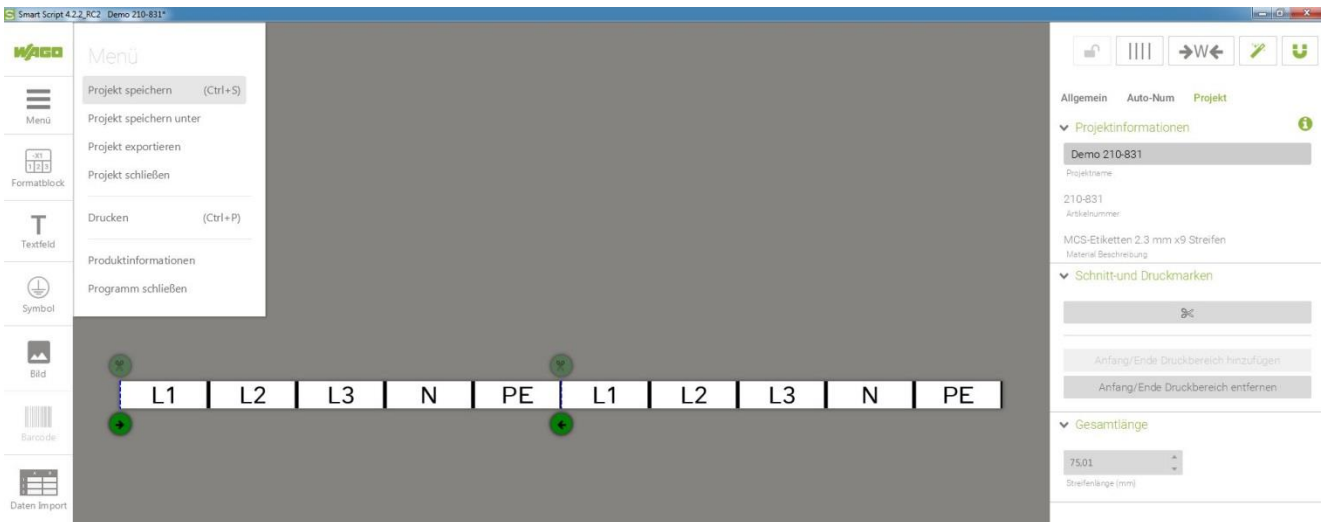 Smart Script 4.2.2_RC2 Demo 210-831*
WAGO
Menü
Formatblock
-X1
1 2 3
Textfeld
Symbol
Bild
Barcode
Daten Import
Menü
Projekt speichern (Ctrl+S)
Projekt speichern unter
Projekt exportieren
Projekt schließen
Drucken (Ctrl+P)
Produktinformationen
Programm schließen
L1 L2 L3 N PE L1 L2 L3 N PE
W
Allgemein Auto-Num Projekt
Projektinformationen
Demo 210-831
Projektname
210-831
Artikelnummer
MCS-Etiketten 2.3 mm x9 Streifen
Material Beschreibung
Schnitt-und Druckmarken
Anfang/Ende Druckbereich hinzufügen
Anfang/Ende Druckbereich entfernen
Gesamtlänge
75,01
Streifenlänge (mm)